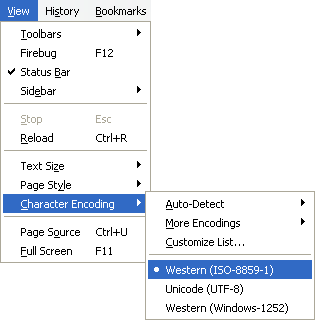 View History Bookmarks
Toolbars
Firebug F12
Status Bar
Sidebar
Stop Esc
Reload Ctrl+R
Text Size
Page Style
Character Encoding
Page Source Ctrl+U
Full Screen F11
Auto-Detect
More Encodings
Customize List...
Western (ISO-8859-1)
Unicode (UTF-8)
Western (Windows-1252)